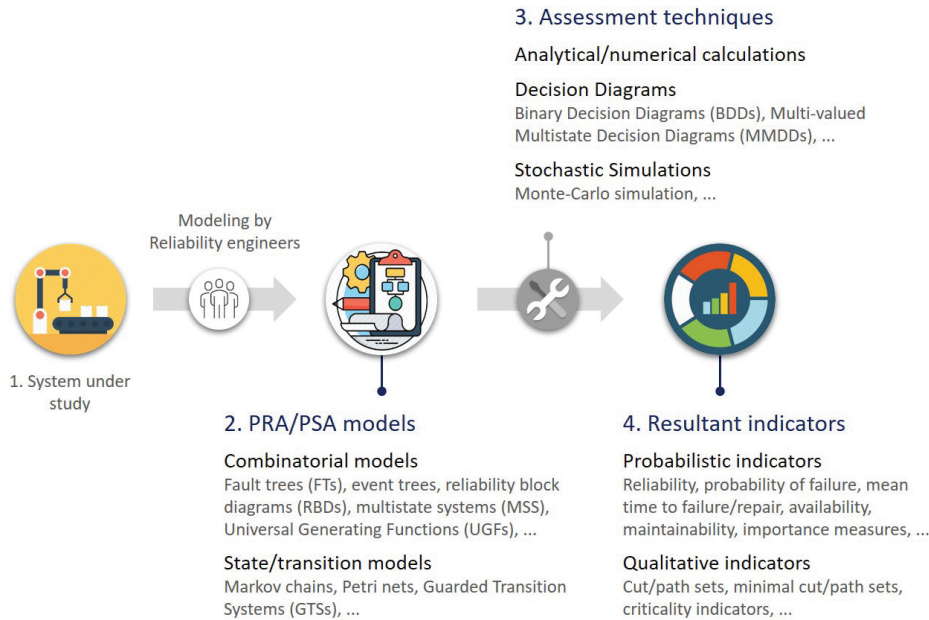 3. Assessment techniques
Analytical/numerical calculations
Decision Diagrams
Binary Decision Diagrams (BDDs), Multi-valued
Multistate Decision Diagrams (MMDDs), ...
Stochastic Simulations
Monte-Carlo simulation, ...
Modeling by
Reliability engineers
1. System under
study
2. PRA/PSA models
Combinatorial models
Fault trees (FTs), event trees, reliability block
diagrams (RBDs), multistate systems (MSS),
Universal Generating Functions (UGFs), ...
State/transition models
Markov chains, Petri nets, Guarded Transition
Systems (GTSs), ...
4. Resultant indicators
Probabilistic indicators
Reliability, probability of failure, mean
time to failure/repair, availability,
maintainability, importance measures, ...
Qualitative indicators
Cut/path sets, minimal cut/path sets,
criticality indicators, ...